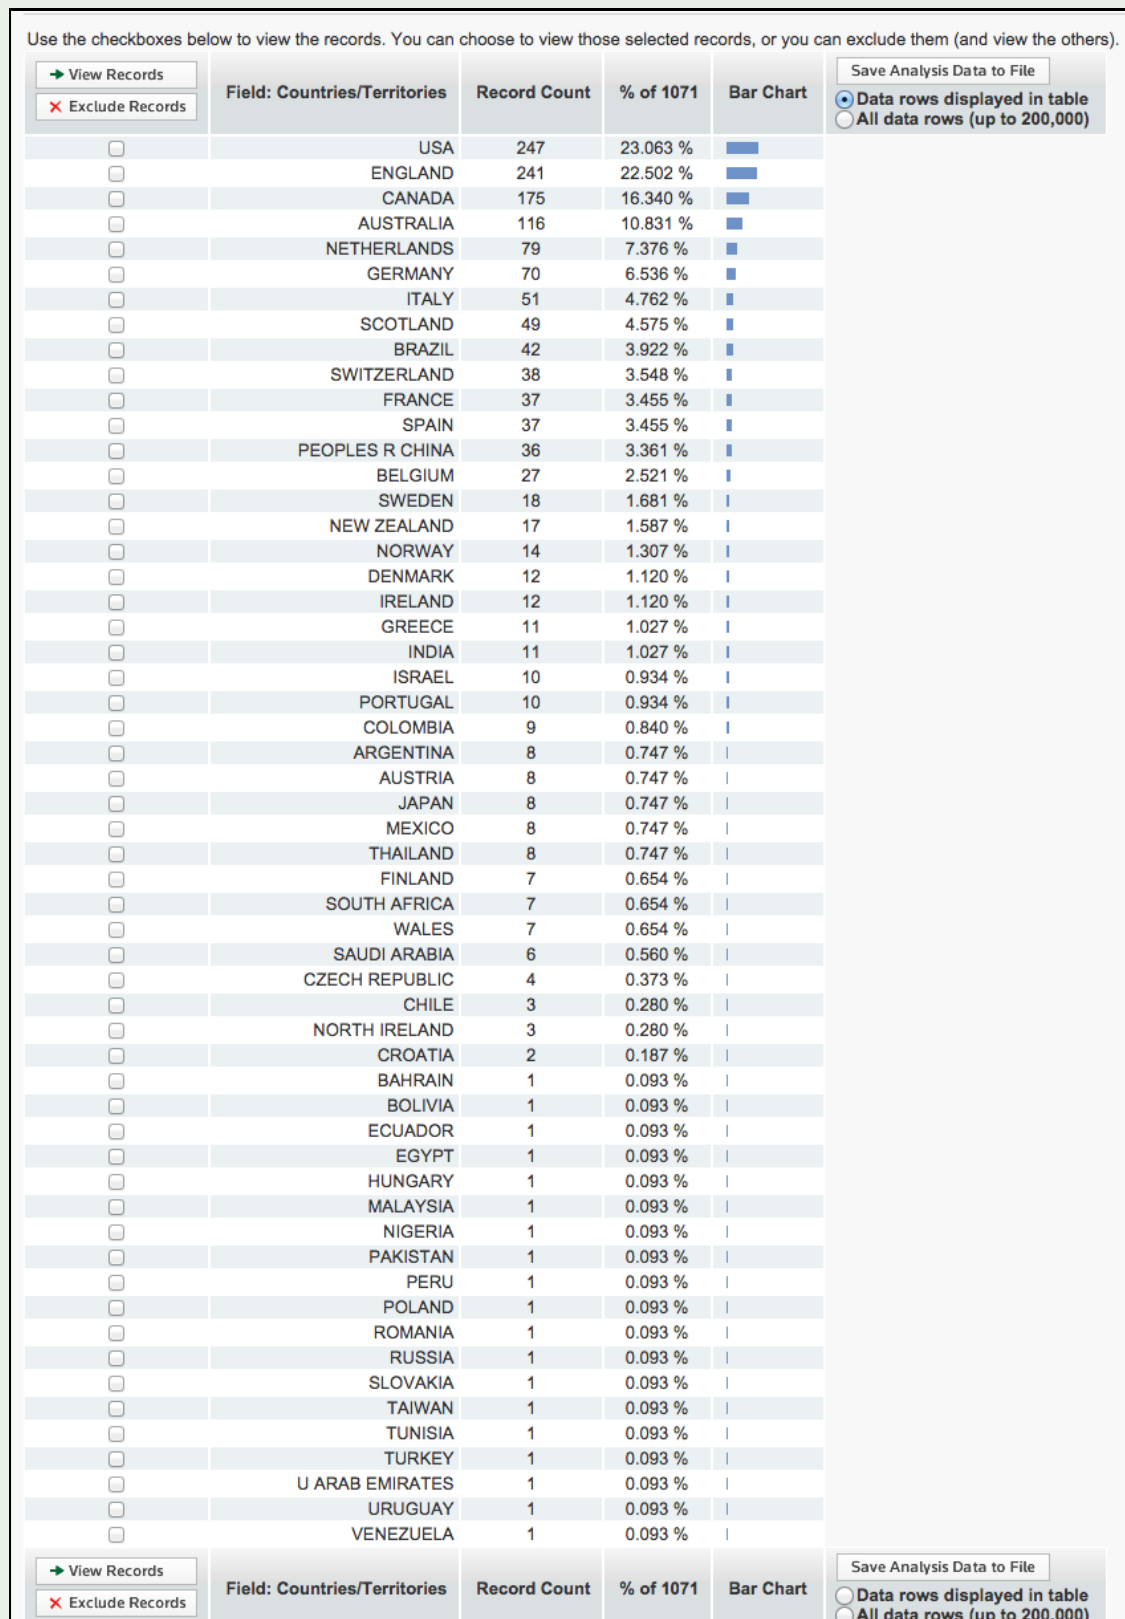 Use the checkboxes below to view the records. You can choose to view those selected records, or you can exclude them (and view the others).
View Records
Exclude Records
Field: Countries/Territories Record Count % of 1071 Bar Chart
Save Analysis Data to File
Data rows displayed in table
All data rows (up to 200,000)
USA 247 23.063 %
ENGLAND 241 22.502 %
CANADA 175 16.340 %
AUSTRALIA 116 10.831 %
NETHERLANDS 79 7.376 %
GERMANY 70 6.536 %
ITALY 51 4.762 %
SCOTLAND 49 4.575 %
BRAZIL 42 3.922 %
SWITZERLAND 38 3.548 %
FRANCE 37 3.455 %
SPAIN 37 3.455 %
PEOPLES R CHINA 36 3.361 %
BELGIUM 27 2.521 %
SWEDEN 18 1.681 %
NEW ZEALAND 17 1.587 %
NORWAY 14 1.307 %
DENMARK 12 1.120 %
IRELAND 12 1.120 %
GREECE 11 1.027 %
INDIA 11 1.027 %
ISRAEL 10 0.934 %
PORTUGAL 10 0.934 %
COLOMBIA 9 0.840 %
ARGENTINA 8 0.747 %
AUSTRIA 8 0.747 %
JAPAN 8 0.747 %
MEXICO 8 0.747 %
THAILAND 8 0.747 %
FINLAND 7 0.654 %
SOUTH AFRICA 7 0.654 %
WALES 7 0.654 %
SAUDI ARABIA 6 0.560 %
CZECH REPUBLIC 4 0.373 %
CHILE 3 0.280 %
NORTH IRELAND 3 0.280 %
CROATIA 2 0.187 %
BAHRAIN 1 0.093 %
BOLIVIA 1 0.093 %
ECUADOR 1 0.093 %
EGYPT 1 0.093 %
HUNGARY 1 0.093 %
MALAYSIA 1 0.093 %
NIGERIA 1 0.093 %
PAKISTAN 1 0.093 %
PERU 1 0.093 %
POLAND 1 0.093 %
ROMANIA 1 0.093 %
RUSSIA 1 0.093 %
SLOVAKIA 1 0.093 %
TAIWAN 1 0.093 %
TUNISIA 1 0.093 %
TURKEY 1 0.093 %
U ARAB EMIRATES 1 0.093 %
URUGUAY 1 0.093 %
VENEZUELA 1 0.093 %
View Records
Exclude Records
Field: Countries/Territories Record Count % of 1071 Bar Chart
Save Analysis Data to File
Data rows displayed in table
All data rows (up to 200,000)